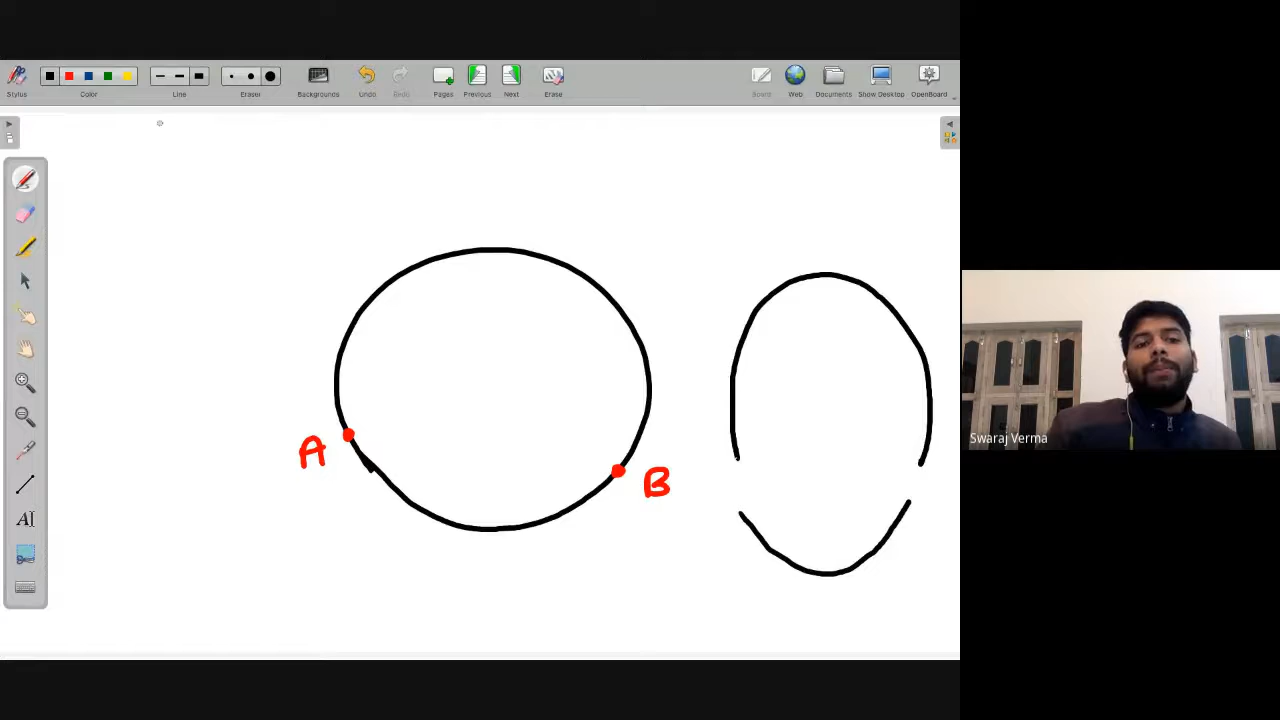 Stylus Color Line Eraser Backgrounds Undo Redo Pages Previous Next Erase Board Web Documents Show Desktop OpenBoard
A
B
Swaraj Verma